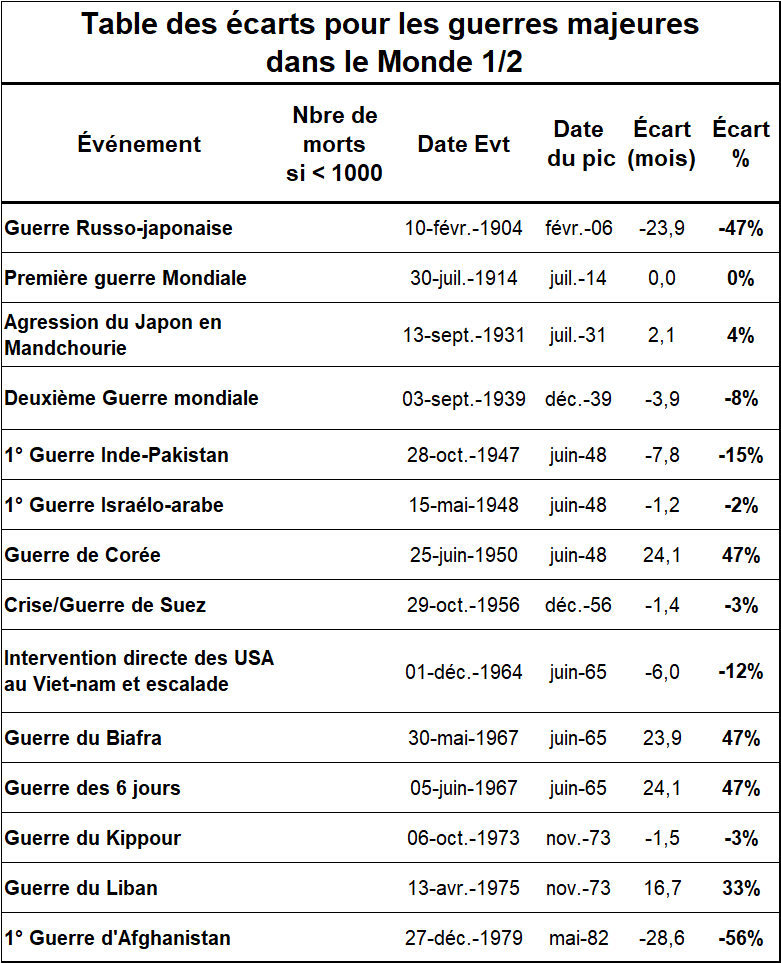 Table des écarts pour les guerres majeures
dans le Monde 1/2
Événement
Nbre de
morts
si < 1000
Date Evt
Date
du pic
Écart
(mois)
Écart
%
Guerre Russo-japonaise 10-févr.-1904 févr.-06 -23,9 -47%
Première guerre Mondiale 30-juil.-1914 juil.-14 0,0 0%
Agression du Japon en
Mandchourie 13-sept.-1931 juil.-31 2,1 4%
Deuxième Guerre mondiale 03-sept.-1939 déc.-39 -3,9 -8%
1° Guerre Inde-Pakistan 28-oct.-1947 juin-48 -7,8 -15%
1° Guerre Israélo-arabe 15-mai-1948 juin-48 -1,2 -2%
Guerre de Corée 25-juin-1950 juin-48 24,1 47%
Crise/Guerre de Suez 29-oct.-1956 déc.-56 -1,4 -3%
Intervention directe des USA
au Viet-nam et escalade 01-déc.-1964 juin-65 -6,0 -12%
Guerre du Biafra 30-mai-1967 juin-65 23,9 47%
Guerre des 6 jours 05-juin-1967 juin-65 24,1 47%
Guerre du Kippour 06-oct.-1973 nov.-73 -1,5 -3%
Guerre du Liban 13-avr.-1975 nov.-73 16,7 33%
1° Guerre d'Afghanistan 27-déc.-1979 mai-82 -28,6 -56%